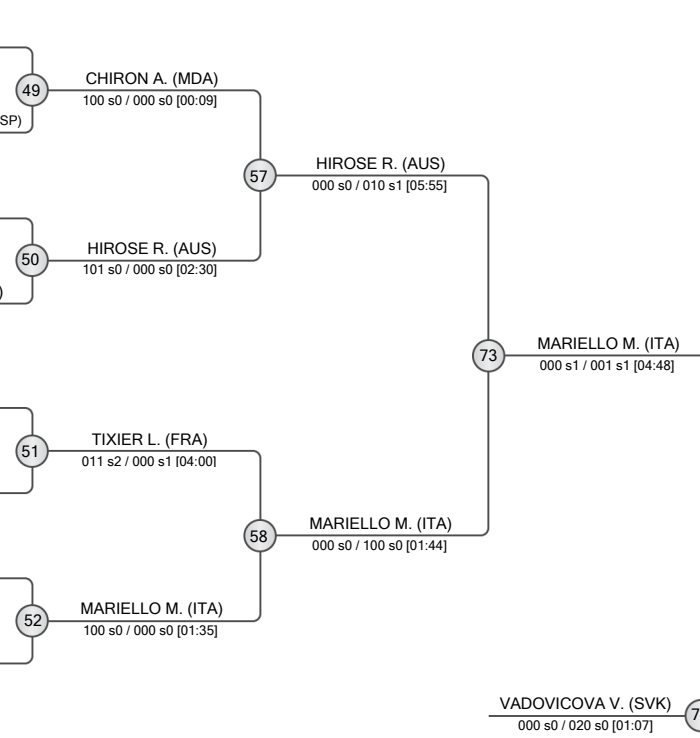 49
CHIRON A. (MDA)
100 s0 / 000 s0 [00:09]
SP)
57
HIROSE R. (AUS)
000 s0 / 010 s1 [05:55]
50
HIROSE R. (AUS)
101 s0 / 000 s0 [02:30]
)
73
MARIELLO M. (ITA)
000 s1 / 001 s1 [04:48]
51
TIXIER L. (FRA)
011 s2 / 000 s1 [04:00]
58
MARIELLO M. (ITA)
000 s0 / 100 s0 [01:44]
52
MARIELLO M. (ITA)
100 s0 / 000 s0 [01:35]
VADOVICOVA V. (SVK)
000 s0 / 020 s0 [01:07]
7